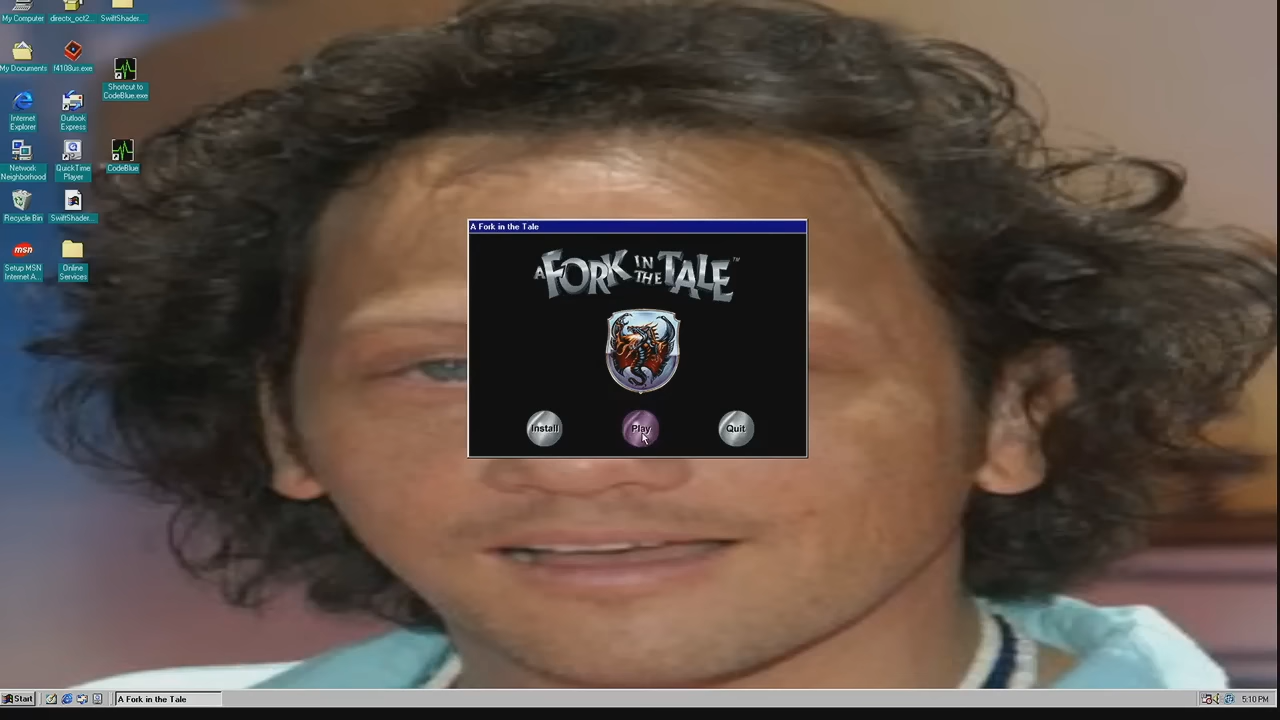 My Computer
directx_oct2...
SwiftShader...
My Documents
f4108us.exe
Shortcut to
CodeBlue.exe
Internet
Explorer
Outlook
Express
Network
Neighborhood
QuickTime
Player
CodeBlue
Recycle Bin
SwiftShader...
msn
Setup MSN
Internet A...
Online
Services
A Fork in the Tale
A FORK IN THE TALE™
Install
Play
Quit
Start
A Fork in the Tale
5:10 PM